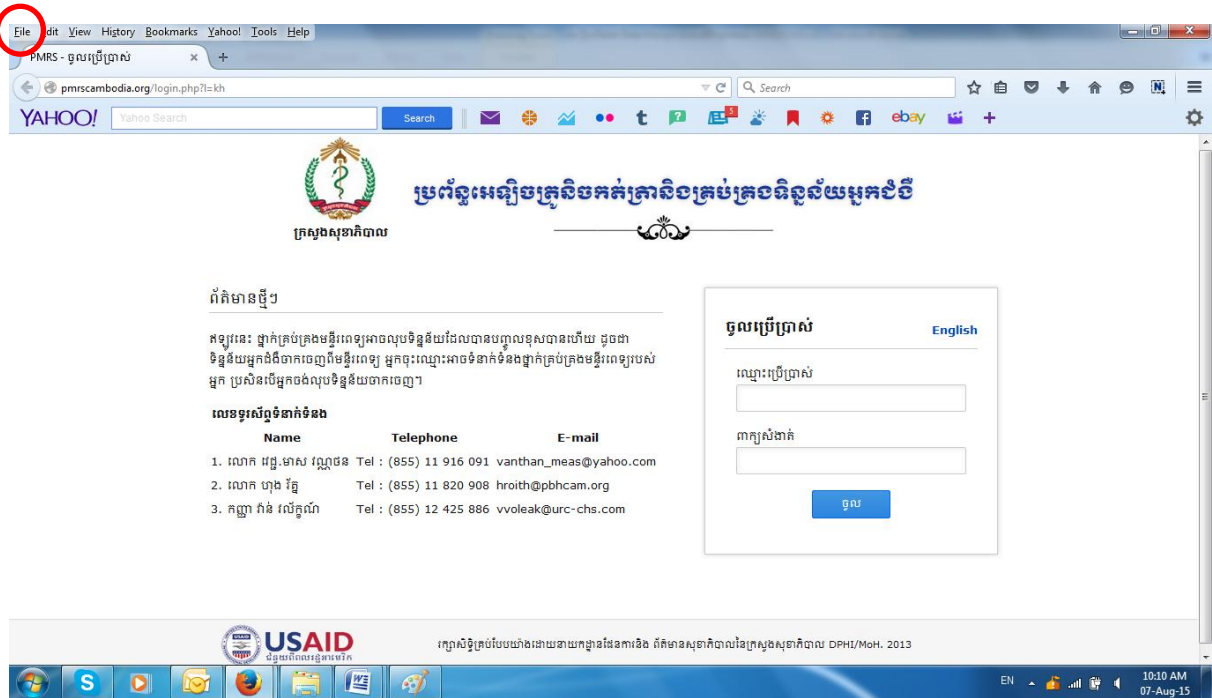 File Edit View History Bookmarks Yahoo! Tools Help
PMRS - ចូលប្រើប្រាស់
pmrscambodia.org/login.php?l=kh
Search
YAHOO! Yahoo Search Search
5
ebay
ប្រព័ន្ធអេឡិចត្រូនិចកត់ត្រានិងគ្រប់គ្រងទិន្នន័យអ្នកជំងឺ
ក្រសួងសុខាភិបាល
ព័ត៌មានថ្មីៗ
ឥឡូវនេះ ថ្នាក់គ្រប់គ្រងមន្ទីរពេទ្យអាចលុបទិន្នន័យដែលបានបញ្ចូលខុសបានហើយ ដូចជា
ទិន្នន័យអ្នកជំងឺចាកចេញពីមន្ទីរពេទ្យ អ្នកចុះឈ្មោះអាចទំនាក់ទំនងថ្នាក់គ្រប់គ្រងមន្ទីរពេទ្យរបស់
អ្នក ប្រសិនបើអ្នកចង់លុបទិន្នន័យចាកចេញ។
លេខទូរស័ព្ទទំនាក់ទំនង
Name Telephone E-mail
1. លោក វេជ្ជ.មាស វណ្ណថន Tel : (855) 11 916 091 vanthan_meas@yahoo.com
2. លោក ហុង រ័ត្ន Tel : (855) 11 820 908 hroith@pbhcam.org
3. កញ្ញា វ៉ាន់ វល័ក្ខណ៍ Tel : (855) 12 425 886 vvoleak@urc-chs.com
ចូលប្រើប្រាស់ English
ឈ្មោះប្រើប្រាស់
ពាក្យសំងាត់
ចូល
USAID
ជំនួយពីពលរដ្ឋអាមេរិក
រក្សាសិទ្ធិគ្រប់បែបយ៉ាងដោយនាយកដ្ឋានផែនការនិង ព័ត៌មានសុខាភិបាលនៃក្រសួងសុខាភិបាល DPHI/MoH. 2013
EN 10:10 AM
07-Aug-15